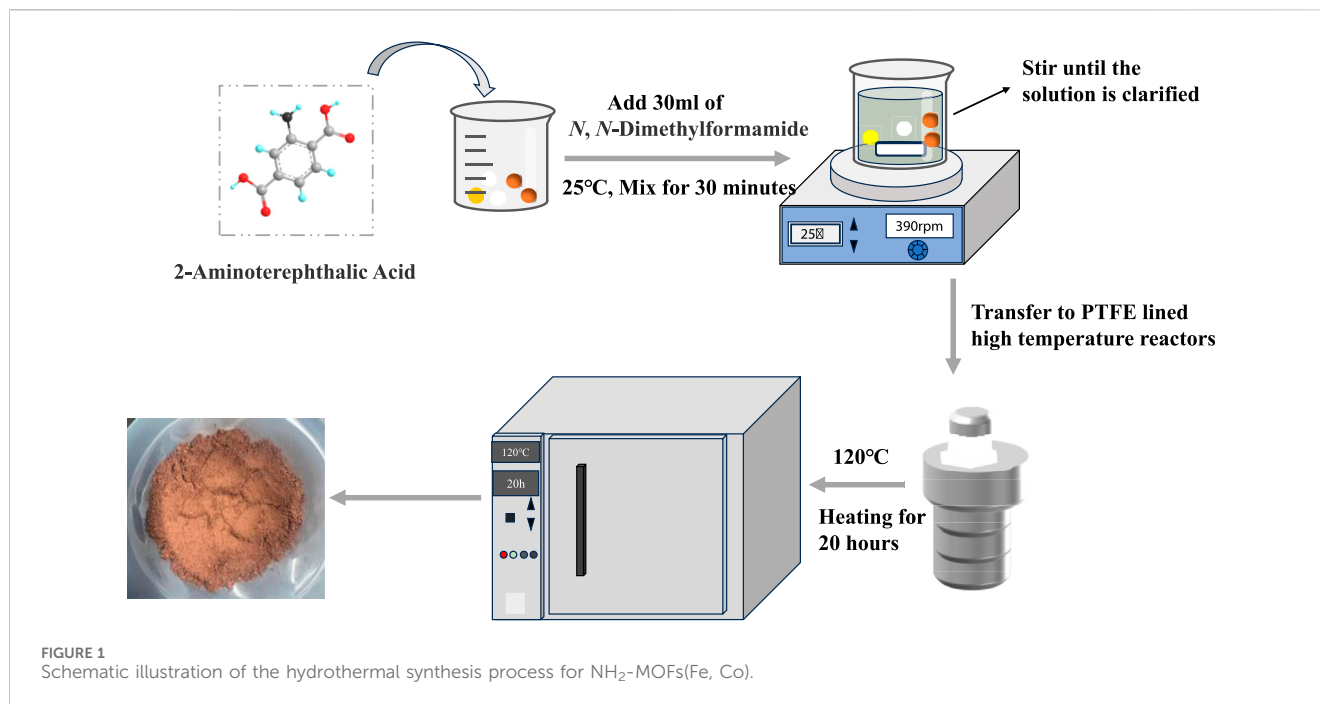 Add 30ml of
N, N-Dimethylformamide
25℃, Mix for 30 minutes
Stir until the
solution is clarified
25▯
390rpm
2-Aminoterephthalic Acid
Transfer to PTFE lined
high temperature reactors
120℃
Heating for
20 hours
120℃
20h
FIGURE 1
Schematic illustration of the hydrothermal synthesis process for NH₂-MOFs(Fe, Co).